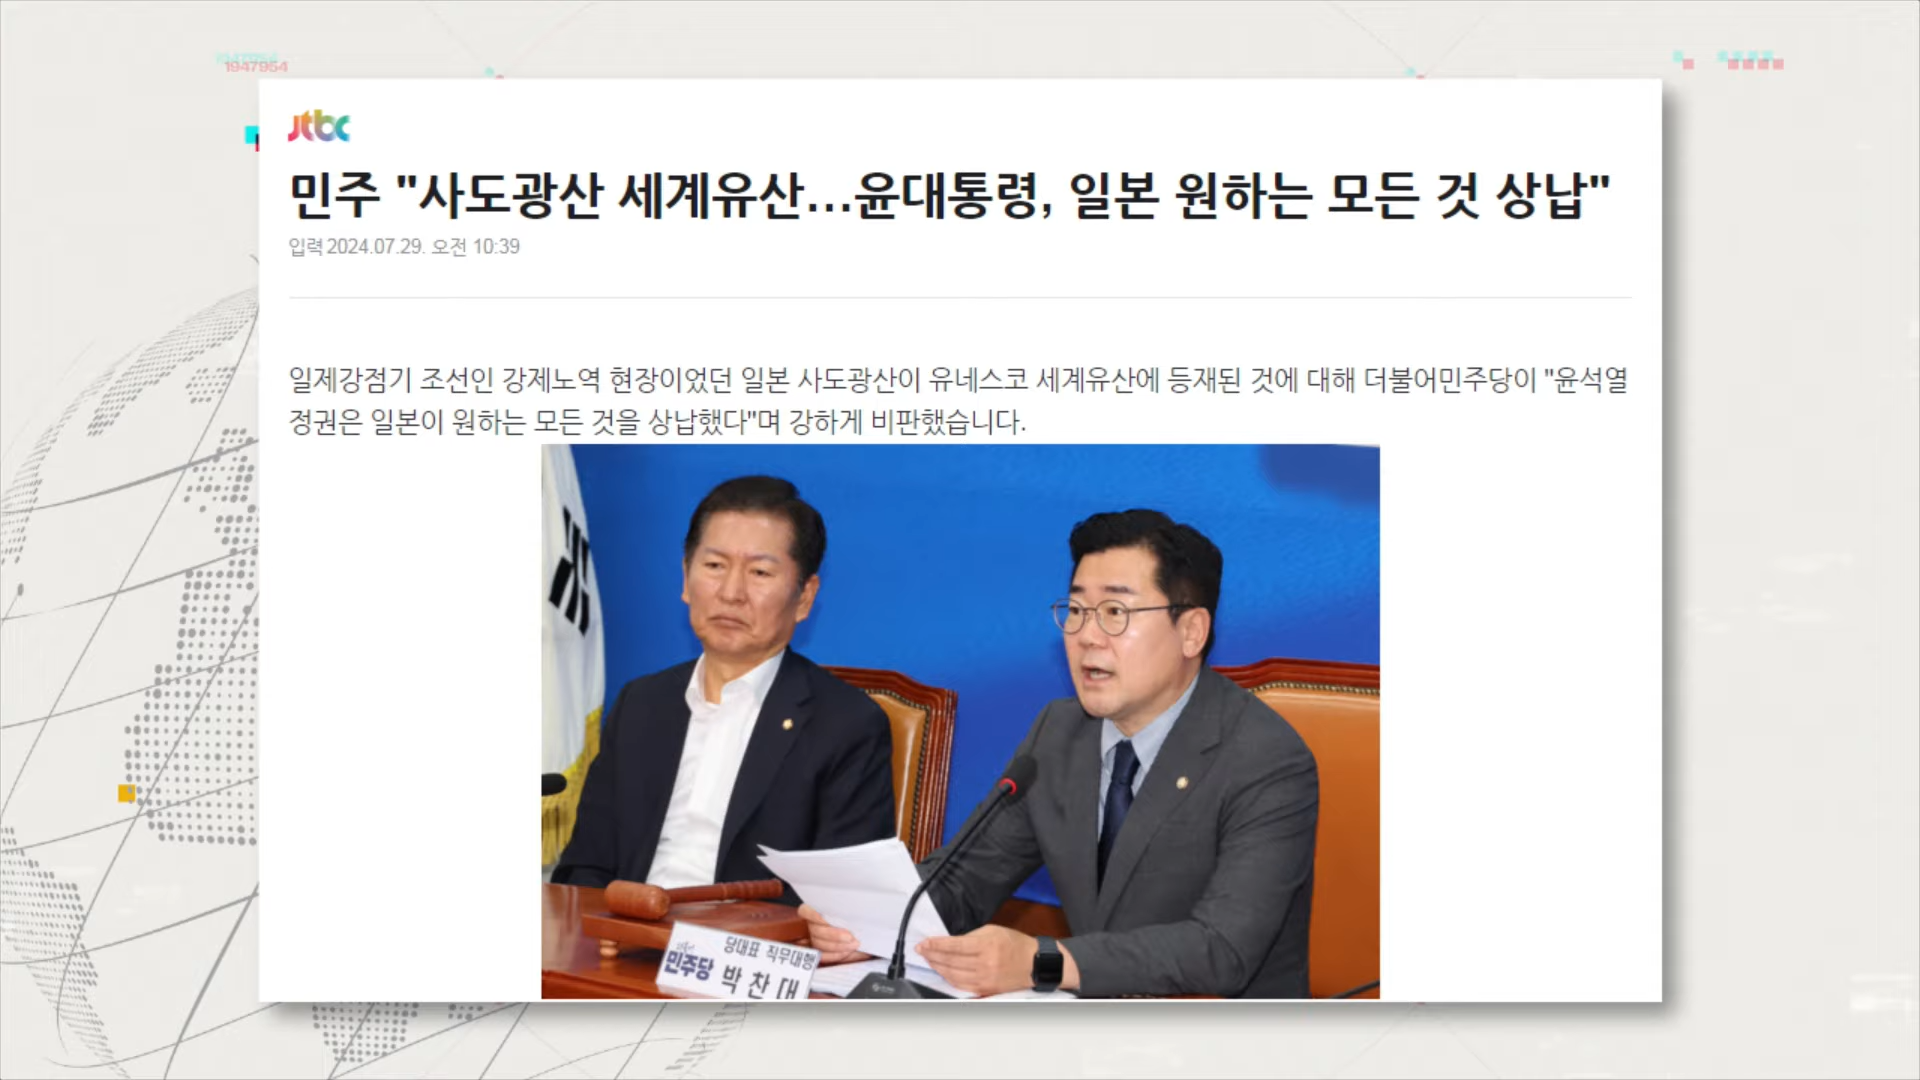 1947954
jtbc
민주 "사도광산 세계유산…윤대통령, 일본 원하는 모든 것 상납"
입력 2024.07.29. 오전 10:39
일제강점기 조선인 강제노역 현장이었던 일본 사도광산이 유네스코 세계유산에 등재된 것에 대해 더불어민주당이 "윤석열
정권은 일본이 원하는 모든 것을 상납했다"며 강하게 비판했습니다.
당대표 직무대행
민주당 박찬대